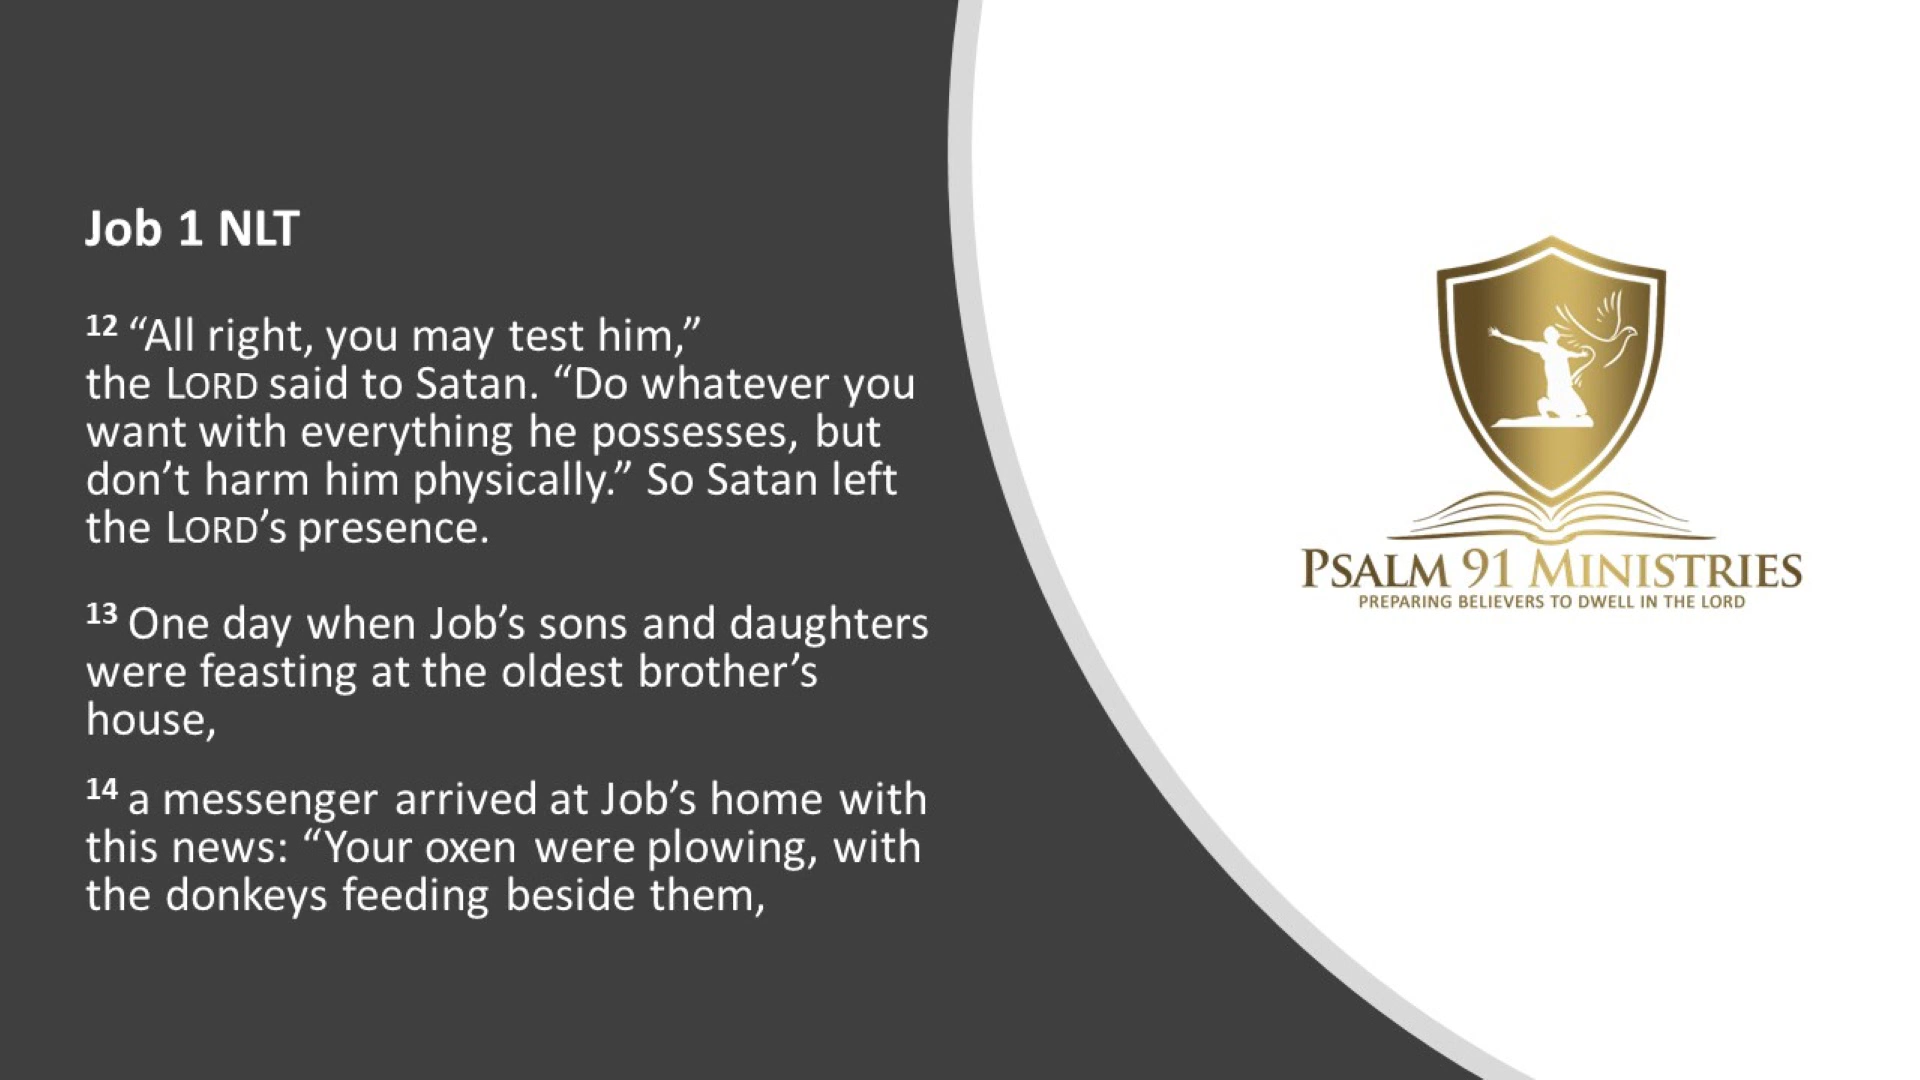 Job 1 NLT
12 “All right, you may test him,”
the LORD said to Satan. “Do whatever you
want with everything he possesses, but
don’t harm him physically.” So Satan left
the LORD’s presence.
13 One day when Job’s sons and daughters
were feasting at the oldest brother’s
house,
14 a messenger arrived at Job’s home with
this news: “Your oxen were plowing, with
the donkeys feeding beside them,
PSALM 91 MINISTRIES
PREPARING BELIEVERS TO DWELL IN THE LORD